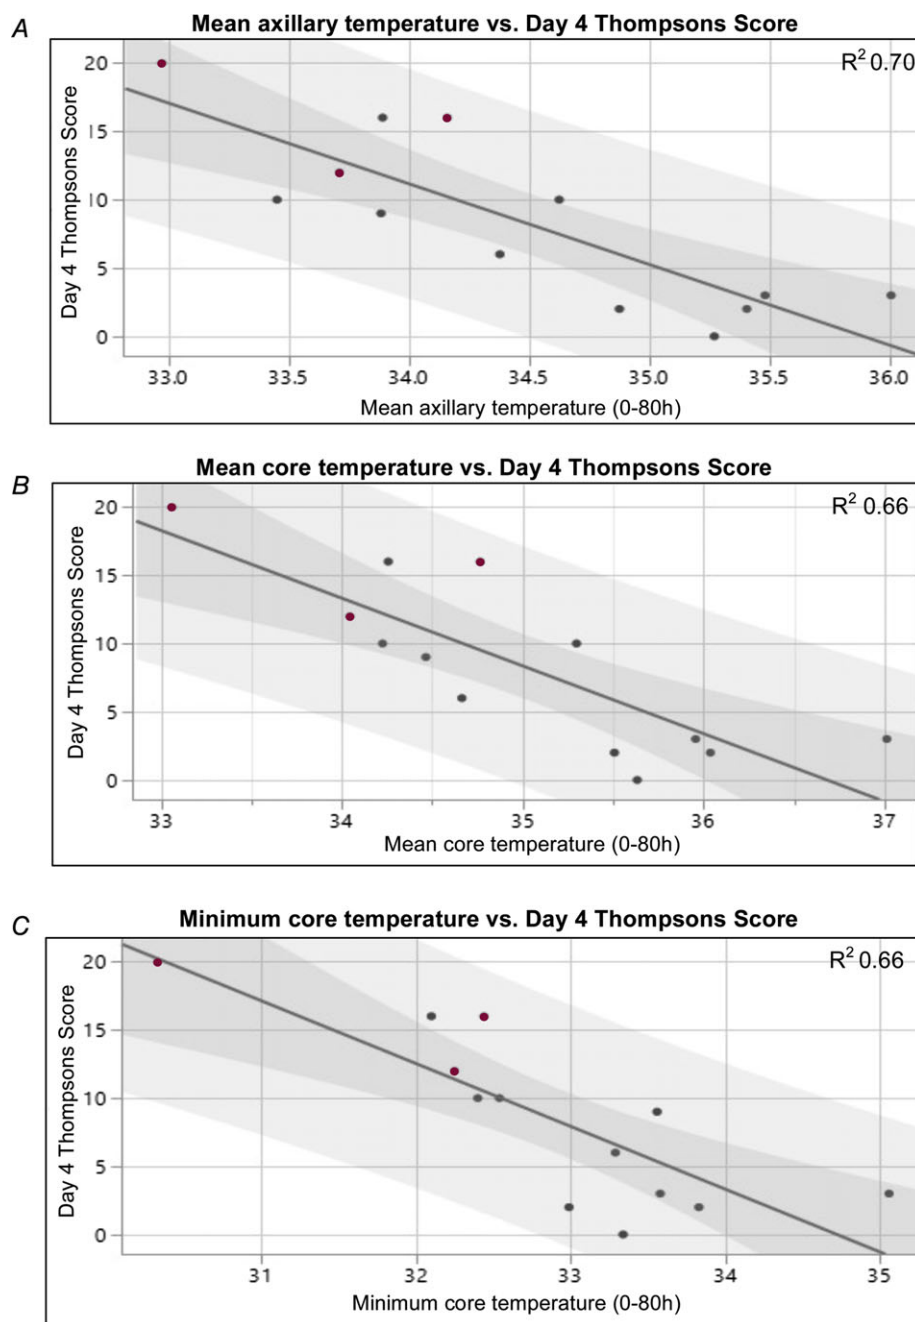 A
Mean axillary temperature vs. Day 4 Thompsons Score
R² 0.70
Day 4 Thompsons Score
20
15
10
5
0
33.0 33.5 34.0 34.5 35.0 35.5 36.0
Mean axillary temperature (0-80h)
B
Mean core temperature vs. Day 4 Thompsons Score
R² 0.66
Day 4 Thompsons Score
20
15
10
5
0
33 34 35 36 37
Mean core temperature (0-80h)
C
Minimum core temperature vs. Day 4 Thompsons Score
R² 0.66
Day 4 Thompsons Score
20
15
10
5
0
31 32 33 34 35
Minimum core temperature (0-80h)